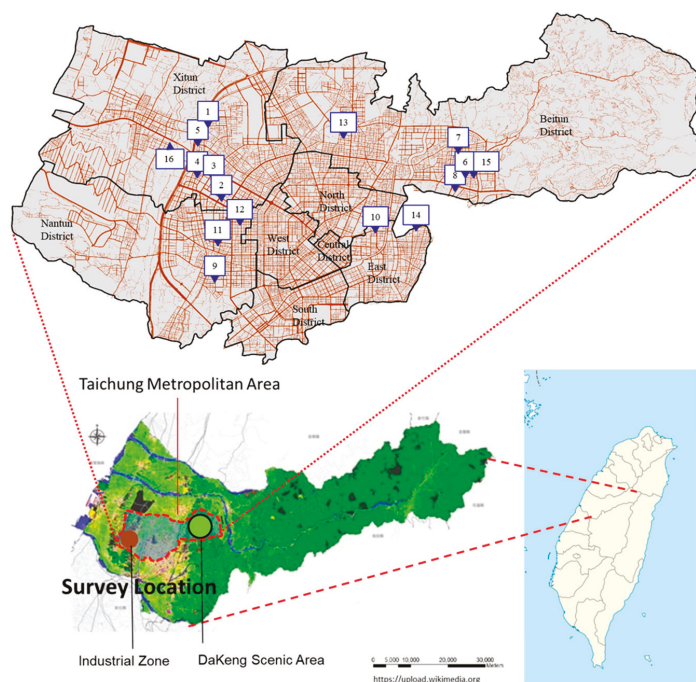 Xitun
District
1
5
13
7
Beitun
District
16
4
3
6
15
2
8
North
District
Nantun
District
12
10
14
11
West
District
Central
District
9
East
District
South
District
Taichung Metropolitan Area
Survey Location
Industrial Zone
DaKeng Scenic Area
0 5,000 10,000 20,000 30,000
Meters
https://upload.wikimedia.org